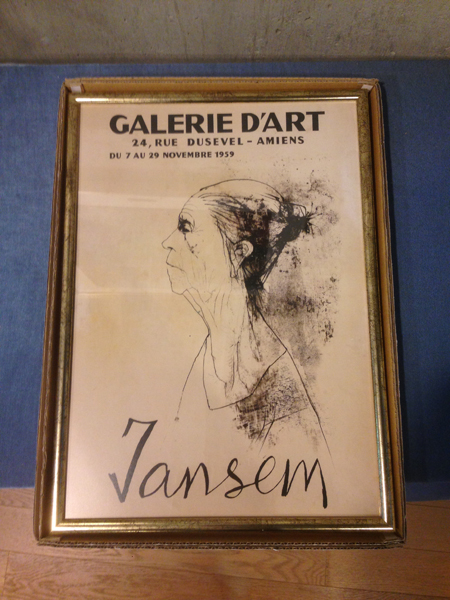 GALERIE D'ART
24, RUE DUSEVEL - AMIENS
DU 7 AU 29 NOVEMBRE 1959
Jansem